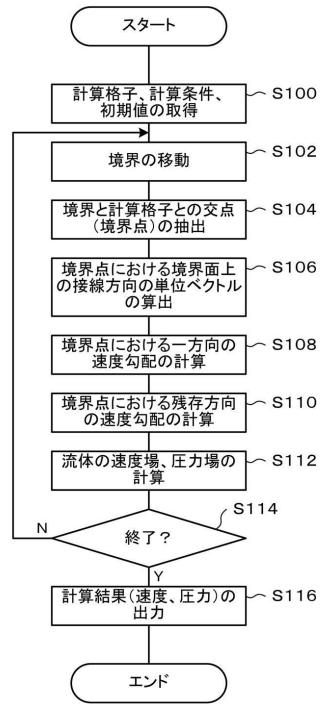 スタート
計算格子、計算条件、
初期値の取得
S100
境界の移動
S102
境界と計算格子との交点
(境界点)の抽出
S104
境界点における境界面上
の接線方向の単位ベクトル
の算出
S106
境界点における一方向の
速度勾配の計算
S108
境界点における残存方向
の速度勾配の計算
S110
流体の速度場、圧力場の
計算
S112
終了?
S114
N
Y
計算結果(速度、圧力)の
出力
S116
エンド